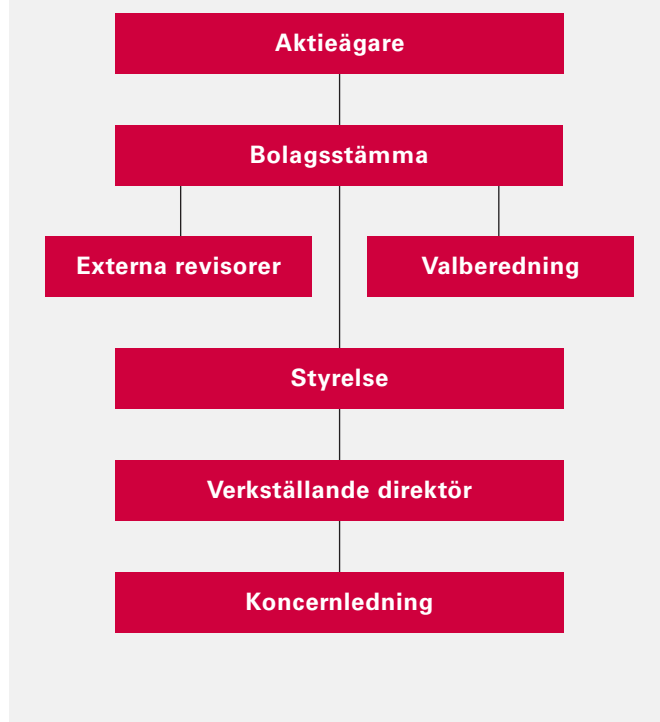 Aktieägare
Bolagsstämma
Externa revisorer
Valberedning
Styrelse
Verkställande direktör
Koncernledning